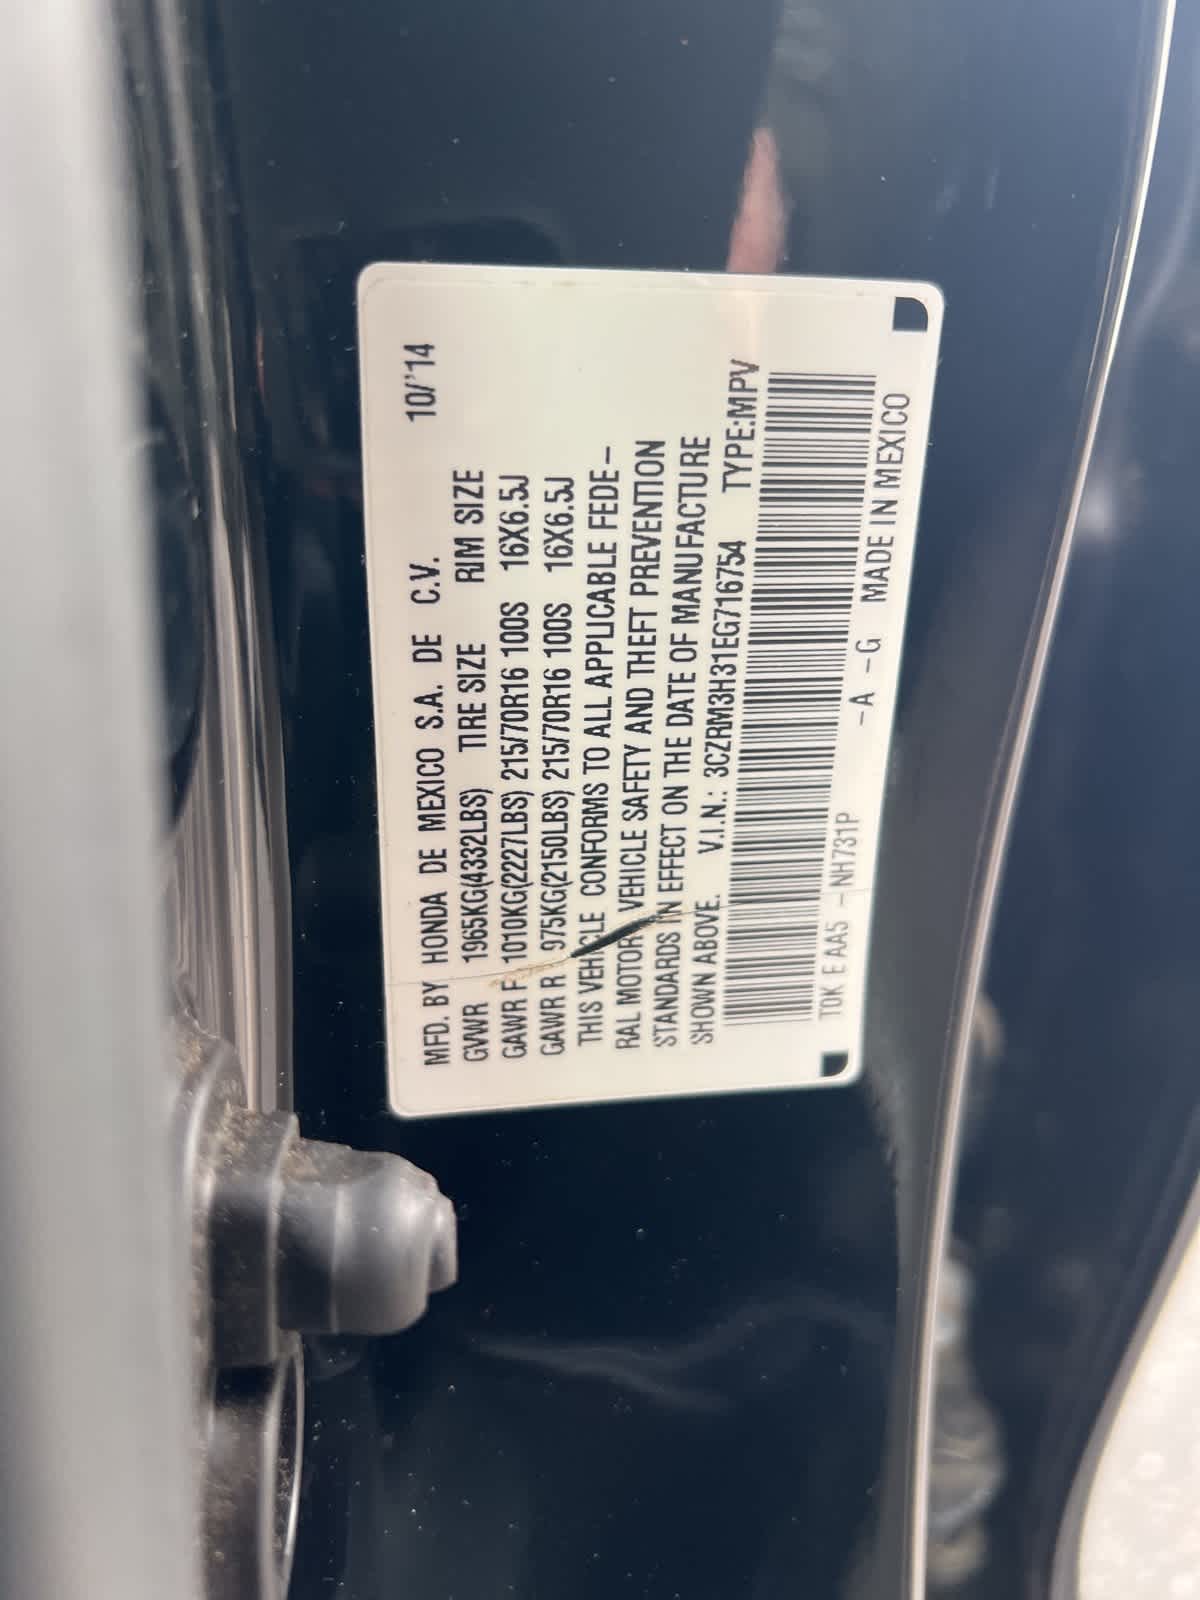 MFD. BY HONDA DE MEXICO S.A. DE C.V. 10/'14
GVWR 1965KG(4332LBS) TIRE SIZE RIM SIZE
GAWR F 1010KG(2227LBS) 215/70R16 100S 16X6.5J
GAWR R 975KG(2150LBS) 215/70R16 100S 16X6.5J
THIS VEHICLE CONFORMS TO ALL APPLICABLE FEDE-
RAL MOTOR VEHICLE SAFETY AND THEFT PREVENTION
STANDARDS IN EFFECT ON THE DATE OF MANUFACTURE
SHOWN ABOVE. V.I.N.: 3CZRM3H31EG716754 TYPE:MPV
T0K E AA5 -NH731P -A -G MADE IN MEXICO